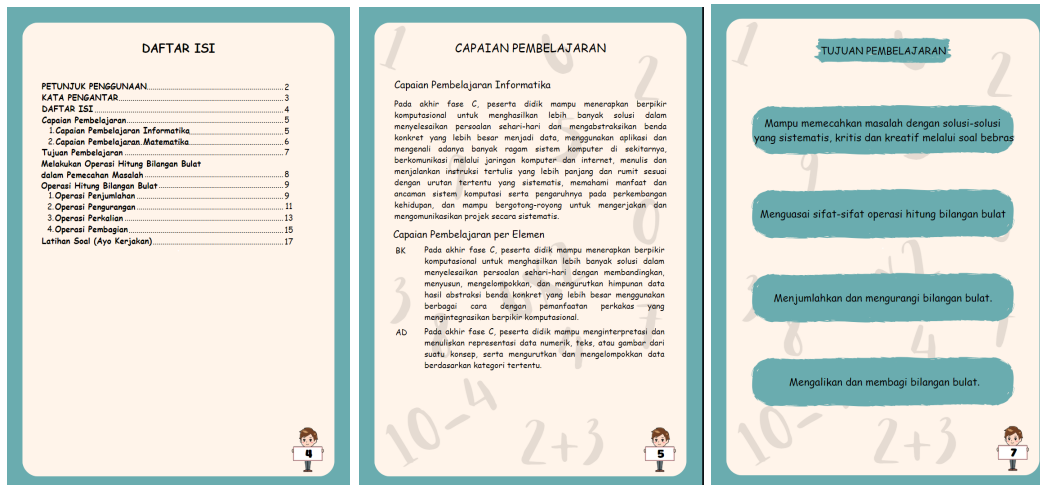 DAFTAR ISI
PETUNJUK PENGGUNAAN 2
KATA PENGANTAR 3
DAFTAR ISI 4
Capaian Pembelajaran 5
1. Capaian Pembelajaran Informatika 5
2. Capaian Pembelajaran Matematika 6
Tujuan Pembelajaran 7
Melakukan Operasi Hitung Bilangan Bulat
dalam Pemecahan Masalah 8
Operasi Hitung Bilangan Bulat 9
1. Operasi Penjumlahan 9
2. Operasi Pengurangan 11
3. Operasi Perkalian 13
4. Operasi Pembagian 15
Latihan Soal (Ayo Kerjakan) 17
4
CAPAIAN PEMBELAJARAN
Capaian Pembelajaran Informatika
Pada akhir fase C, peserta didik mampu menerapkan berpikir
komputasional untuk menghasilkan lebih banyak solusi dalam
menyelesaikan persoalan sehari-hari dan mengabstraksikan benda
konkret yang lebih besar menjadi data, menggunakan aplikasi dan
mengenali adanya banyak ragam sistem komputer di sekitarnya,
berkomunikasi melalui jaringan komputer dan internet, menulis dan
menjalankan instruksi tertulis yang lebih panjang dan rumit sesuai
dengan urutan tertentu yang sistematis, memahami manfaat dan
ancaman sistem komputasi serta pengaruhnya pada perkembangan
kehidupan, dan mampu bergotong-royong untuk mengerjakan dan
mengomunikasikan projek secara sistematis.
Capaian Pembelajaran per Elemen
BK Pada akhir fase C, peserta didik mampu menerapkan berpikir
komputasional untuk menghasilkan lebih banyak solusi dalam
menyelesaikan persoalan sehari-hari dengan membandingkan,
menyusun, mengelompokkan, dan mengurutkan himpunan data
hasil abstraksi benda konkret yang lebih besar menggunakan
berbagai cara dengan pemanfaatan perkakas yang
mengintegrasikan berpikir komputasional.
AD Pada akhir fase C, peserta didik mampu menginterpretasi dan
menuliskan representasi data numerik, teks, atau gambar dari
suatu konsep, serta mengurutkan dan mengelompokkan data
berdasarkan kategori tertentu.
10-4
2+3
5
TUJUAN PEMBELAJARAN
Mampu memecahkan masalah dengan solusi-solusi
yang sistematis, kritis dan kreatif melalui soal bebras
Menguasai sifat-sifat operasi hitung bilangan bulat
Menjumlahkan dan mengurangi bilangan bulat.
Mengalikan dan membagi bilangan bulat.
2+3
7